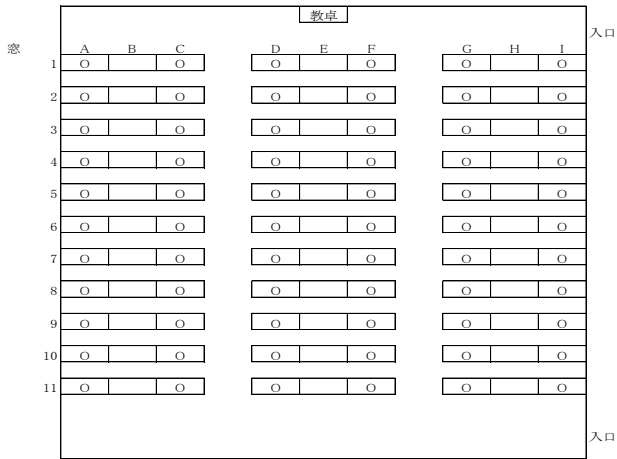 教卓
入口
窓
A B C D E F G H I
1 O O O O O O
2 O O O O O O
3 O O O O O O
4 O O O O O O
5 O O O O O O
6 O O O O O O
7 O O O O O O
8 O O O O O O
9 O O O O O O
10 O O O O O O
11 O O O O O O
入口